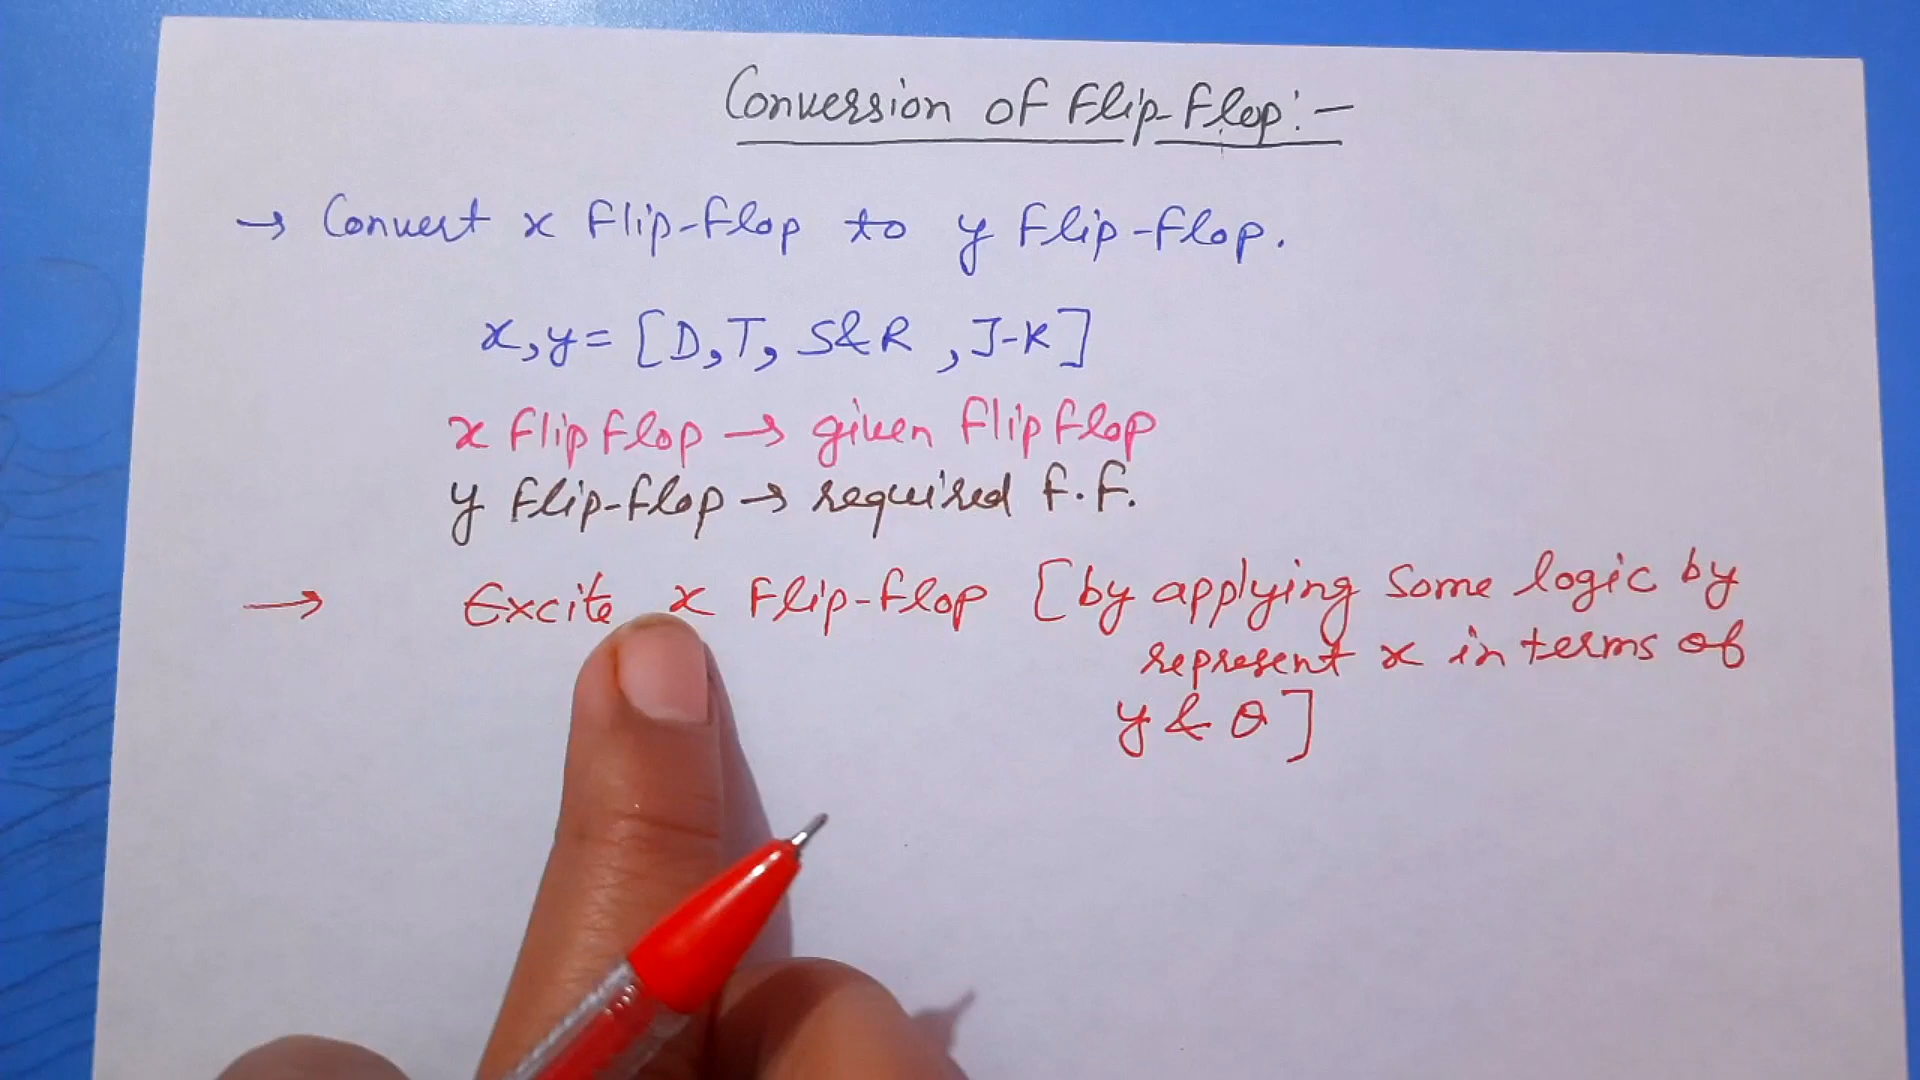 Conversion of Flip-Flop:-
→ Convert x Flip-Flop to y Flip-Flop.
x, y = [D, T, S&R, J-K]
x Flip Flop → given Flip Flop
y Flip-Flop → required F.F.
→ Excite x Flip-Flop [by applying some logic by
represent x in terms of
y & Q]